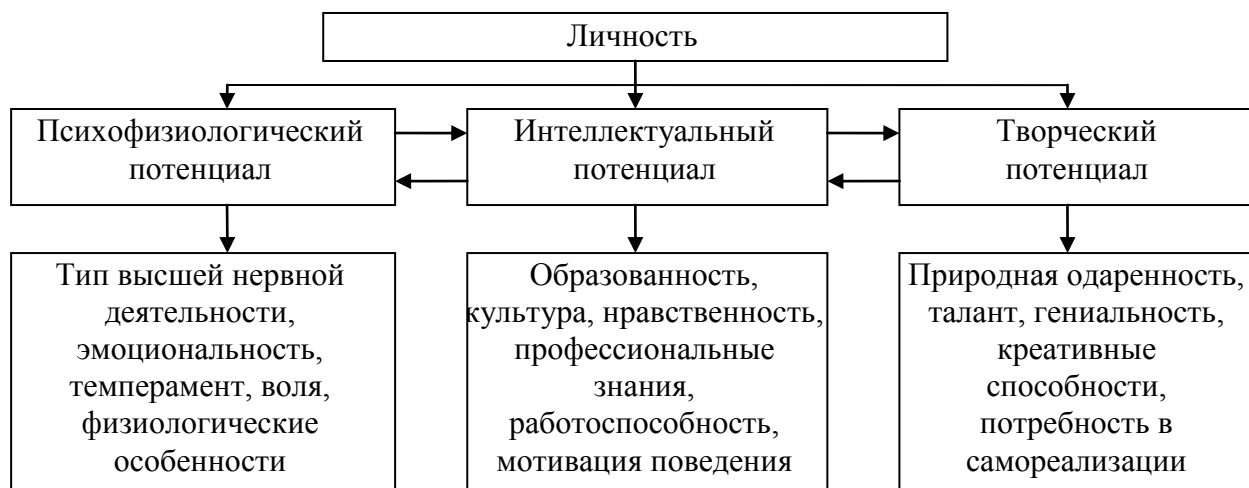 Личность
Психофизиологический
потенциал
Интеллектуальный
потенциал
Творческий
потенциал
Тип высшей нервной
деятельности,
эмоциональность,
темперамент, воля,
физиологические
особенности
Образованность,
культура, нравственность,
профессиональные
знания,
работоспособность,
мотивация поведения
Природная одаренность,
талант, гениальность,
креативные
способности,
потребность в
самореализации